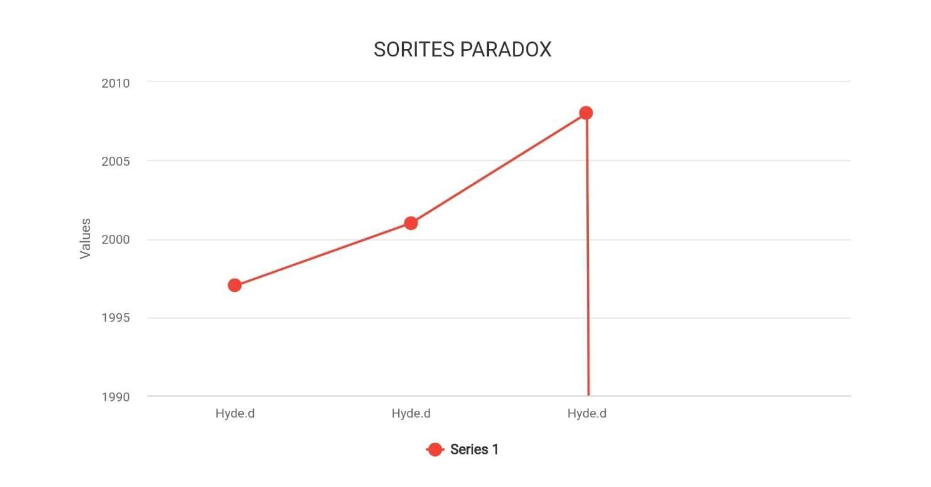 SORITES PARADOX
2010
2005
2000
1995
1990
Values
Hyde.d Hyde.d Hyde.d
Series 1